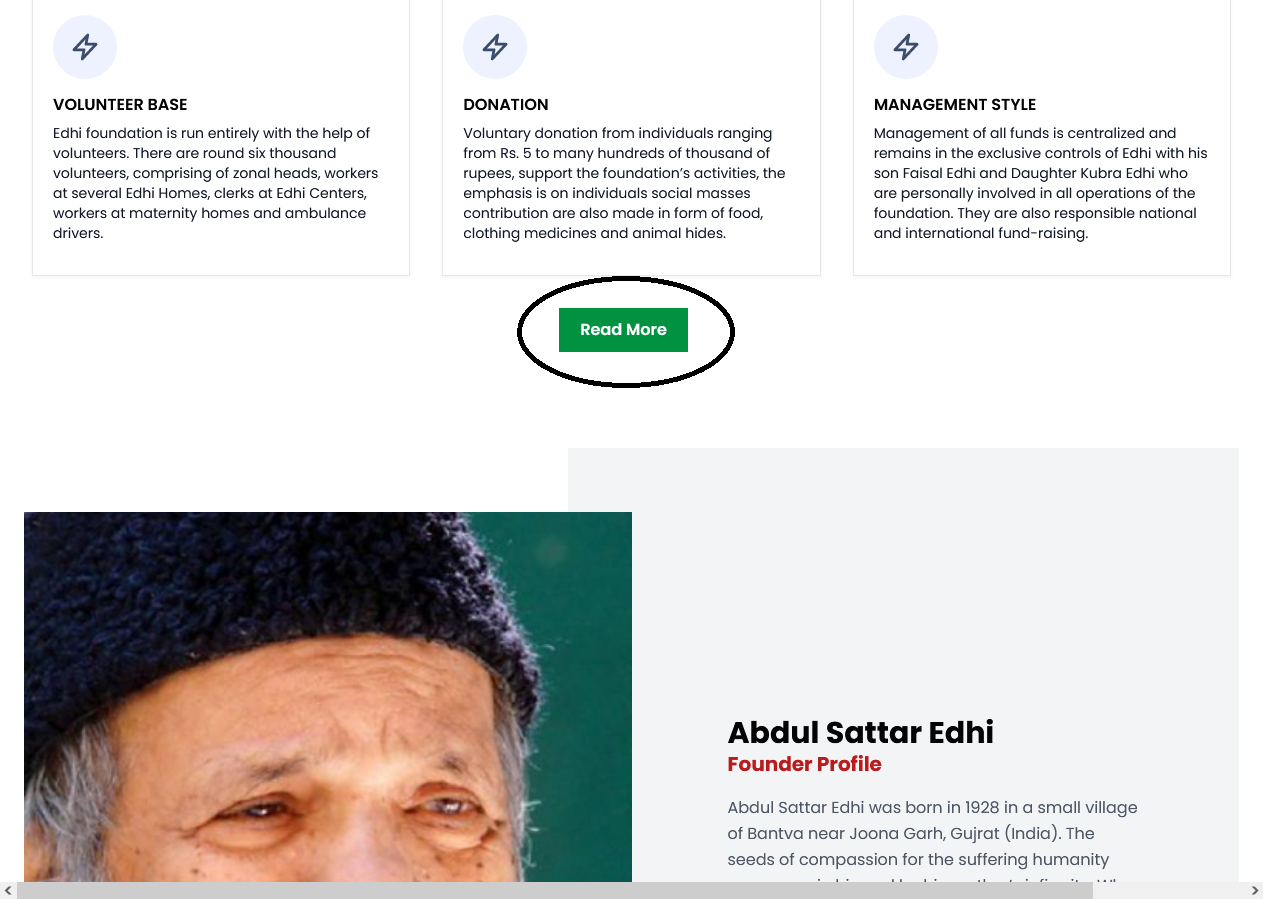 VOLUNTEER BASE
Edhi foundation is run entirely with the help of
volunteers. There are round six thousand
volunteers, comprising of zonal heads, workers
at several Edhi Homes, clerks at Edhi Centers,
workers at maternity homes and ambulance
drivers.
DONATION
Voluntary donation from individuals ranging
from Rs. 5 to many hundreds of thousand of
rupees, support the foundation’s activities, the
emphasis is on individuals social masses
contribution are also made in form of food,
clothing medicines and animal hides.
MANAGEMENT STYLE
Management of all funds is centralized and
remains in the exclusive controls of Edhi with his
son Faisal Edhi and Daughter Kubra Edhi who
are personally involved in all operations of the
foundation. They are also responsible national
and international fund-raising.
Read More
Abdul Sattar Edhi
Founder Profile
Abdul Sattar Edhi was born in 1928 in a small village
of Bantva near Joona Garh, Gujrat (India). The
seeds of compassion for the suffering humanity